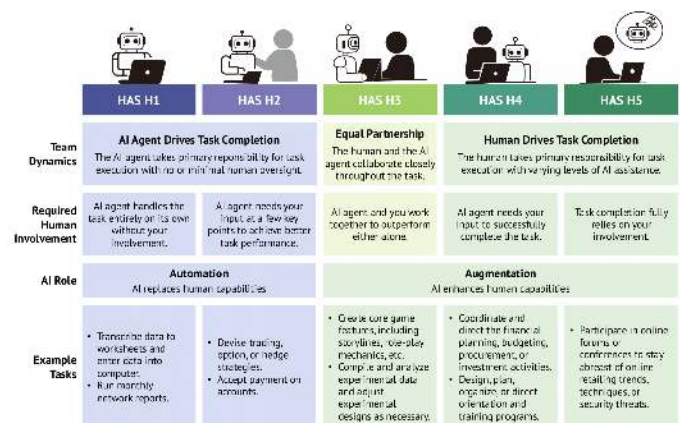 HAS H1
HAS H2
HAS H3
HAS H4
HAS H5
Team
Dynamics
AI Agent Drives Task Completion
The AI agent takes primary reponsibility for task
execution with no or minimal human oversight.
Equal Partnership
The human and the AI
agent collaborate closely
throughout the task.
Human Drives Task Completion
The human takes primary responsibility for task
execution with varying levels of AI assistance.
Required
Human
Involvement
AI agent handles the
task entirely on its own
without your
involvement.
AI agent needs your
input at a few key
points to achieve better
task performance.
AI agent and you work
together to outperform
either alone.
AI agent needs your
input to successfully
complete the task.
Task completion fully
relies on your
involvement.
AI Role
Automation
AI replaces human capabilities
Augmentation
AI enhances human capabilities
Example
Tasks
• Transcribe data to
worksheets and
enter data into
computer.
• Run monthly
network reports.
• Devise trading,
option, or hedge
strategies.
• Accept payment on
accounts.
• Create core game
features, including
storylines, role-play
mechanics, etc.
• Compile and analyze
experimental data
and adjust
experimental
designs as necessary.
• Coordinate and
direct the financial
planning, budgeting,
procurement, or
investment activities.
• Design, plan,
organize, or direct
orientation and
training programs.
• Participate in online
forums or
conferences to stay
abreast of online
retailing trends,
techniques, or
security threats.